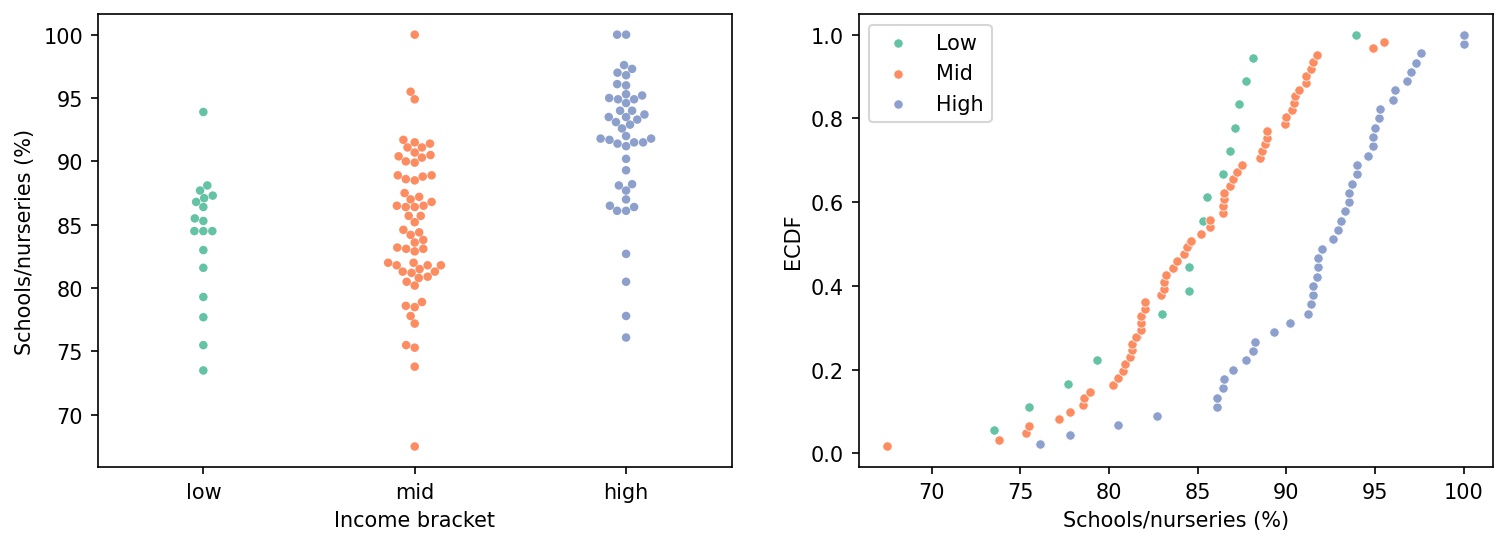 100
95
90
85
80
75
70
Schools/nurseries (%)
low
mid
high
Income bracket
1.0
0.8
0.6
0.4
0.2
0.0
ECDF
Low
Mid
High
70
75
80
85
90
95
100
Schools/nurseries (%)